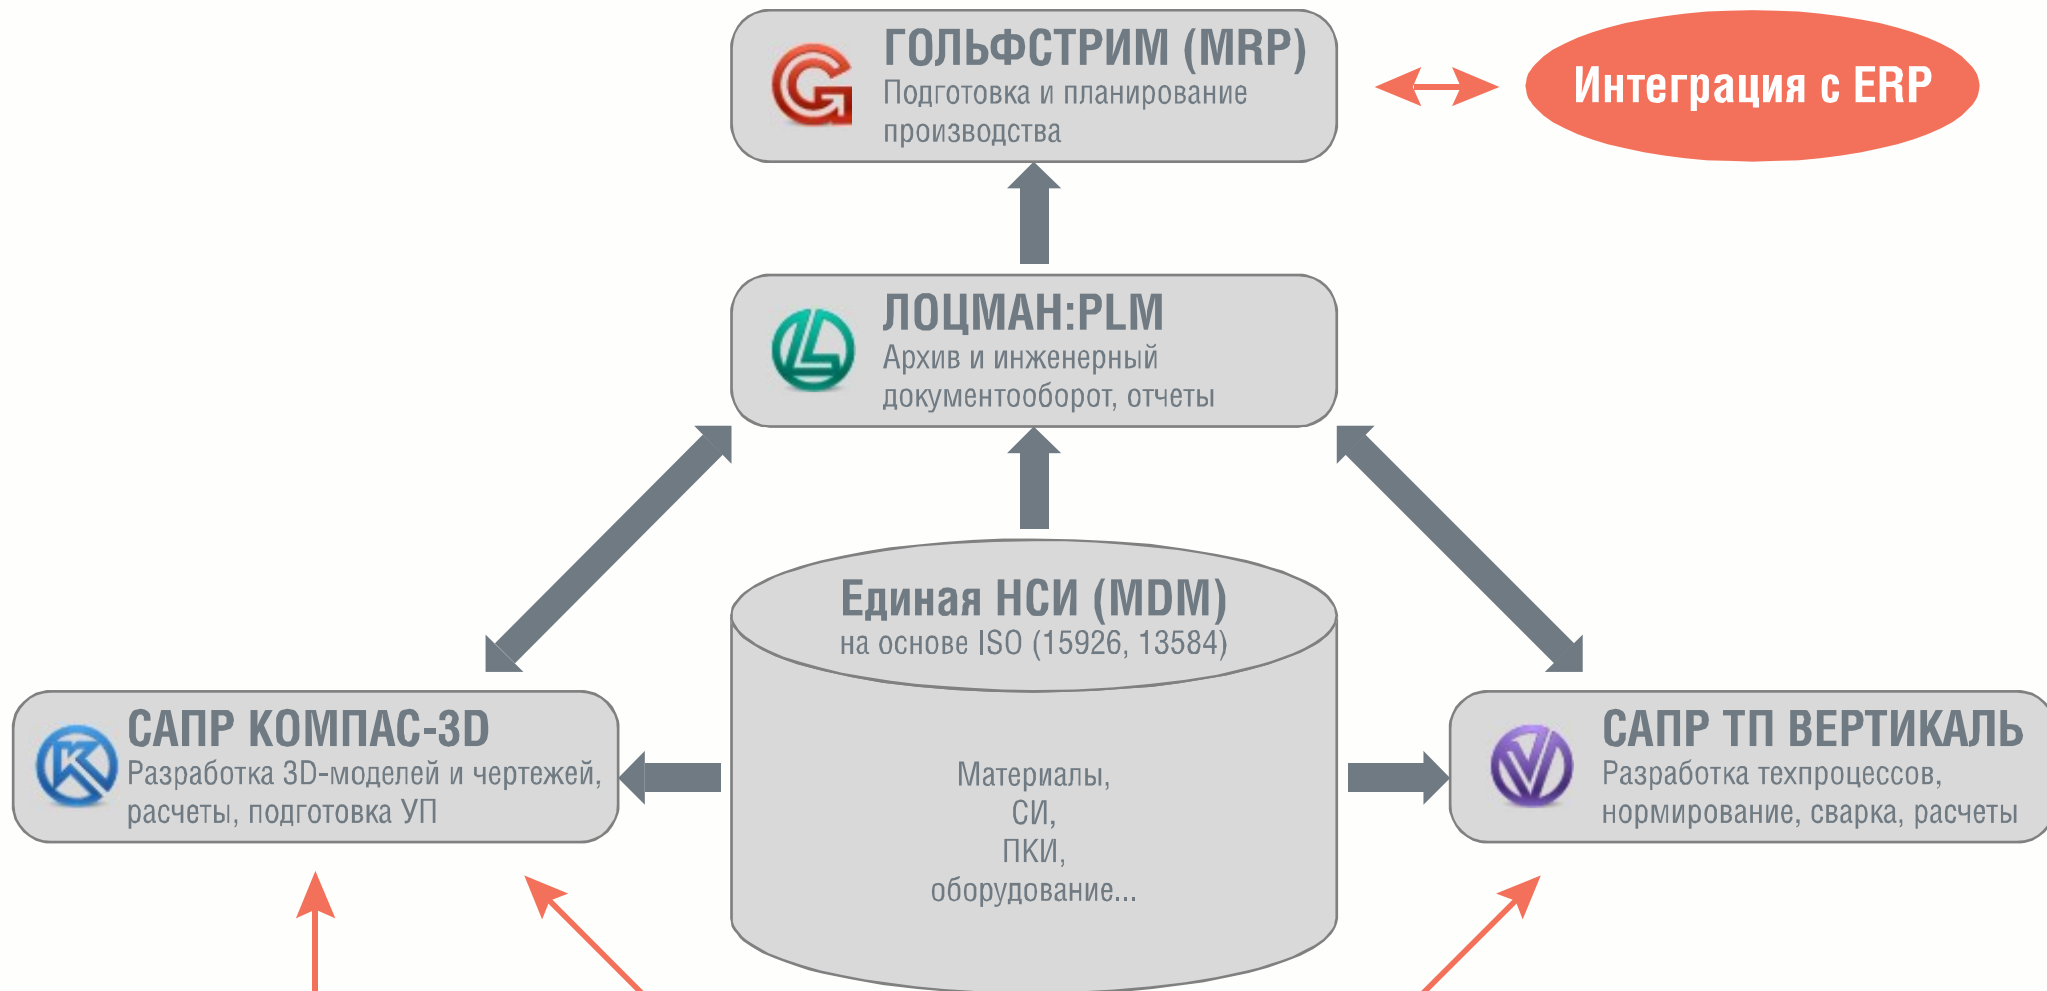 ГОЛЬФСТРИМ (MRP)
Подготовка и планирование
производства
Интеграция с ERP
ЛОЦМАН:PLM
Архив и инженерный
документооборот, отчеты
Единая НСИ (MDM)
на основе ISO (15926, 13584)
Материалы,
СИ,
ПКИ,
оборудование...
САПР КОМПАС-3D
Разработка 3D-моделей и чертежей,
расчеты, подготовка УП
САПР ТП ВЕРТИКАЛЬ
Разработка техпроцессов,
нормирование, сварка, расчеты